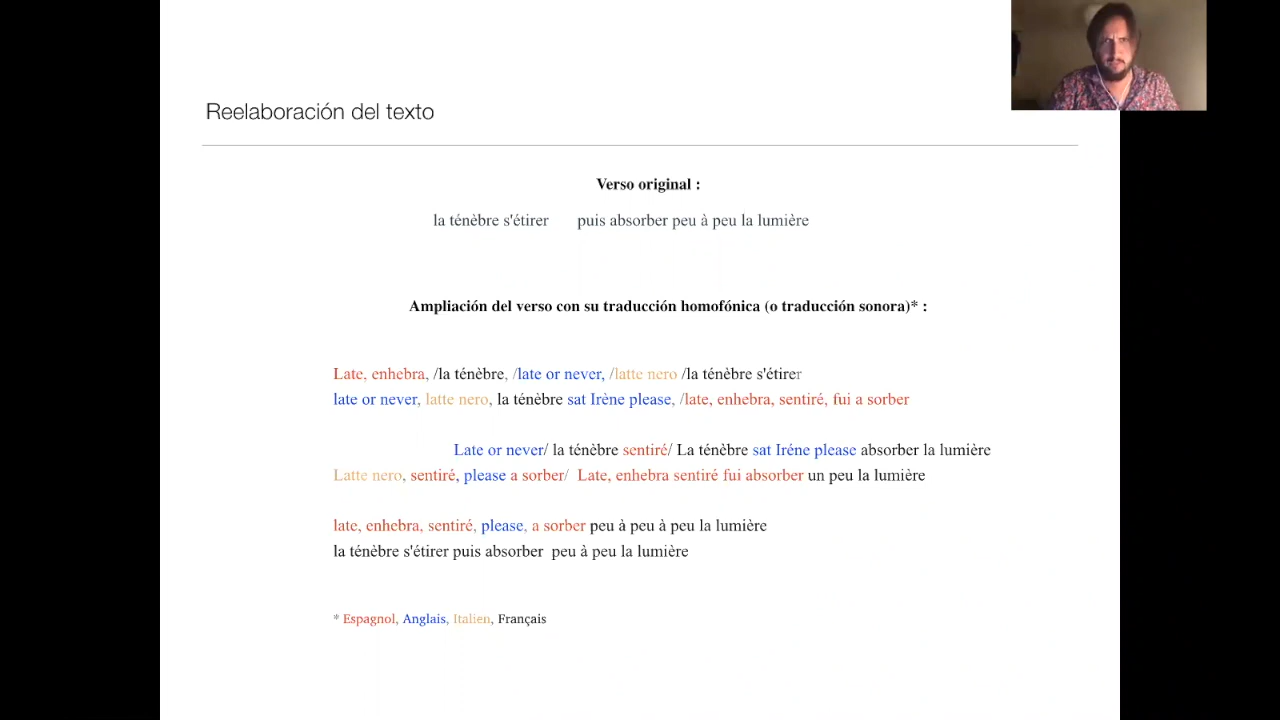 Reelaboración del texto
Verso original :
la ténèbre s'étirer puis absorber peu à peu la lumière
Ampliación del verso con su traducción homofónica (o traducción sonora)* :
Late, enhebra, /la ténèbre, /late or never, /latte nero /la ténèbre s'étirer
late or never, latte nero, la ténèbre sat Irène please, /late, enhebra, sentiré, fui a sorber
Late or never/ la ténèbre sentiré/ La ténèbre sat Iréne please absorber la lumière
Latte nero, sentiré, please a sorber/ Late, enhebra sentiré fui absorber un peu la lumière
late, enhebra, sentiré, please, a sorber peu à peu à peu la lumière
la ténèbre s'étirer puis absorber peu à peu la lumière
* Espagnol, Anglais, Italien, Français